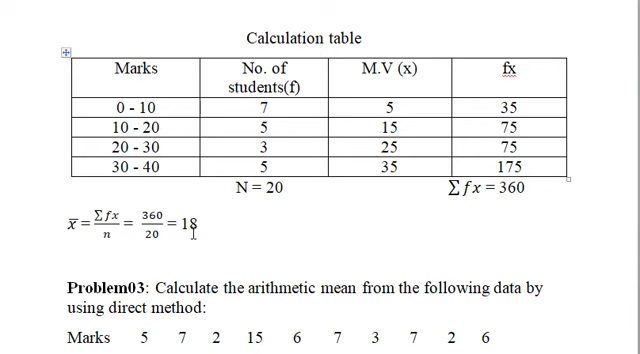 Calculation table
Marks No. of students(f) M.V (x) fx
0 - 10 7 5 35
10 - 20 5 15 75
20 - 30 3 25 75
30 - 40 5 35 175
N = 20 ∑fx = 360
x̅ = ∑fx/n = 360/20 = 18
Problem03: Calculate the arithmetic mean from the following data by
using direct method:
Marks 5 7 2 15 6 7 3 7 2 6